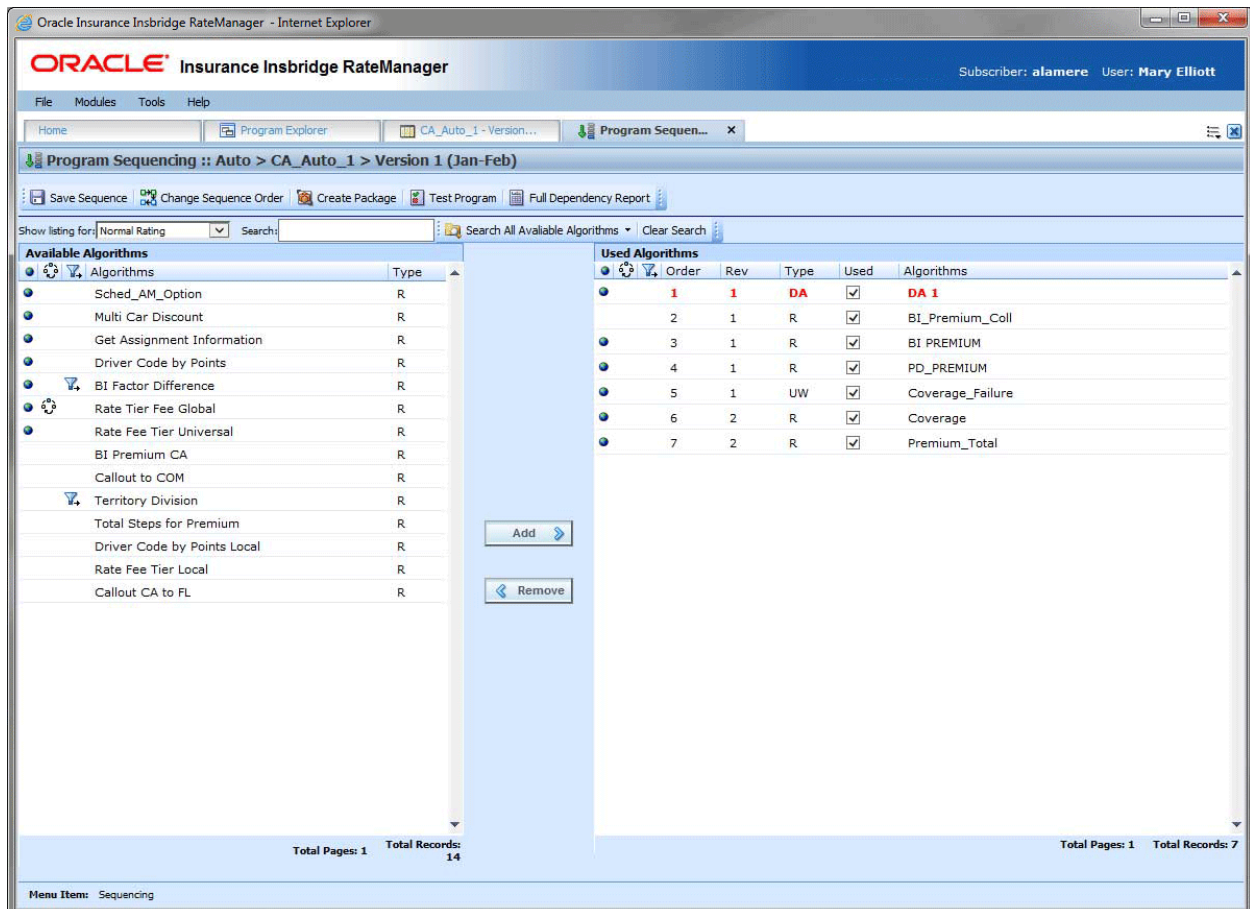 Oracle Insurance Insbridge RateManager - Internet Explorer
ORACLE Insurance Insbridge RateManager
Subscriber: alamere User: Mary Elliott
File Modules Tools Help
Home Program Explorer CA_Auto_1 - Version... Program Sequen... x
Program Sequencing :: Auto > CA_Auto_1 > Version 1 (Jan-Feb)
Save Sequence Change Sequence Order Create Package Test Program Full Dependency Report
Show listing for: Normal Rating Search: Search All Avaliable Algorithms Clear Search
Available Algorithms
Algorithms Type
Sched_AM_Option R
Multi Car Discount R
Get Assignment Information R
Driver Code by Points R
BI Factor Difference R
Rate Tier Fee Global R
Rate Fee Tier Universal R
BI Premium CA R
Callout to COM R
Territory Division R
Total Steps for Premium R
Driver Code by Points Local R
Rate Fee Tier Local R
Callout CA to FL R
Total Pages: 1 Total Records: 14
Add
Remove
Used Algorithms
Order Rev Type Used Algorithms
1 1 DA DA 1
2 1 R BI_Premium_Coll
3 1 R BI PREMIUM
4 1 R PD_PREMIUM
5 1 UW Coverage_Failure
6 2 R Coverage
7 2 R Premium_Total
Total Pages: 1 Total Records: 7
Menu Item: Sequencing